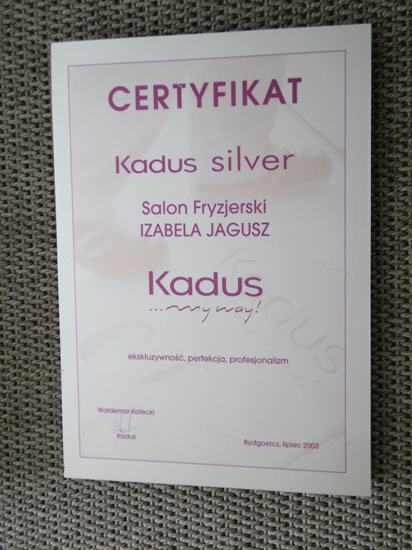 CERTYFIKAT
Kadus silver
Salon Fryzjerski
IZABELA JAGUSZ
Kadus
...my way!
ekskluzywność, perfekcja, profesjonalizm
Waldemar Kołecki
Kadus
Bydgoszcz, lipiec 2003
Kadus